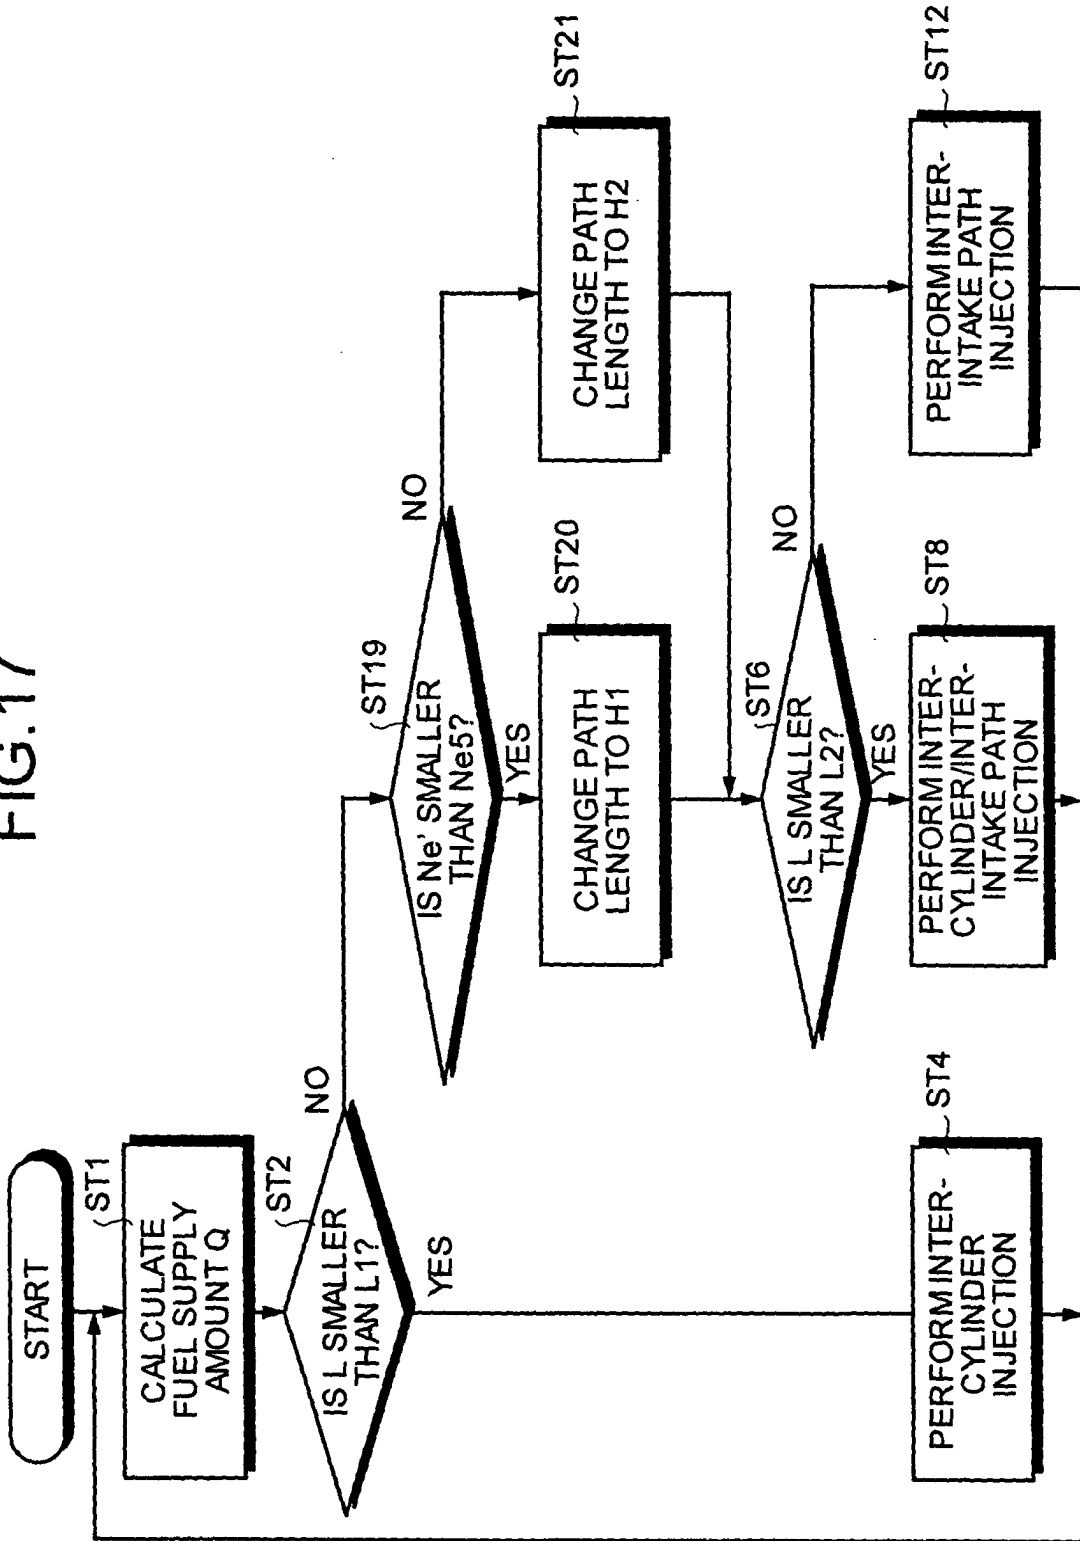 FIG.17
START
ST1
CALCULATE
FUEL SUPPLY
AMOUNT Q
ST2
IS L SMALLER
THAN L1?
NO
YES
ST19
IS Ne' SMALLER
THAN Ne5?
NO
YES
ST20
CHANGE PATH
LENGTH TO H1
ST21
CHANGE PATH
LENGTH TO H2
ST6
IS L SMALLER
THAN L2?
NO
YES
ST4
PERFORM INTER-
CYLINDER
INJECTION
ST8
PERFORM INTER-
CYLINDER/INTER-
INTAKE PATH
INJECTION
ST12
PERFORM INTER-
INTAKE PATH
INJECTION